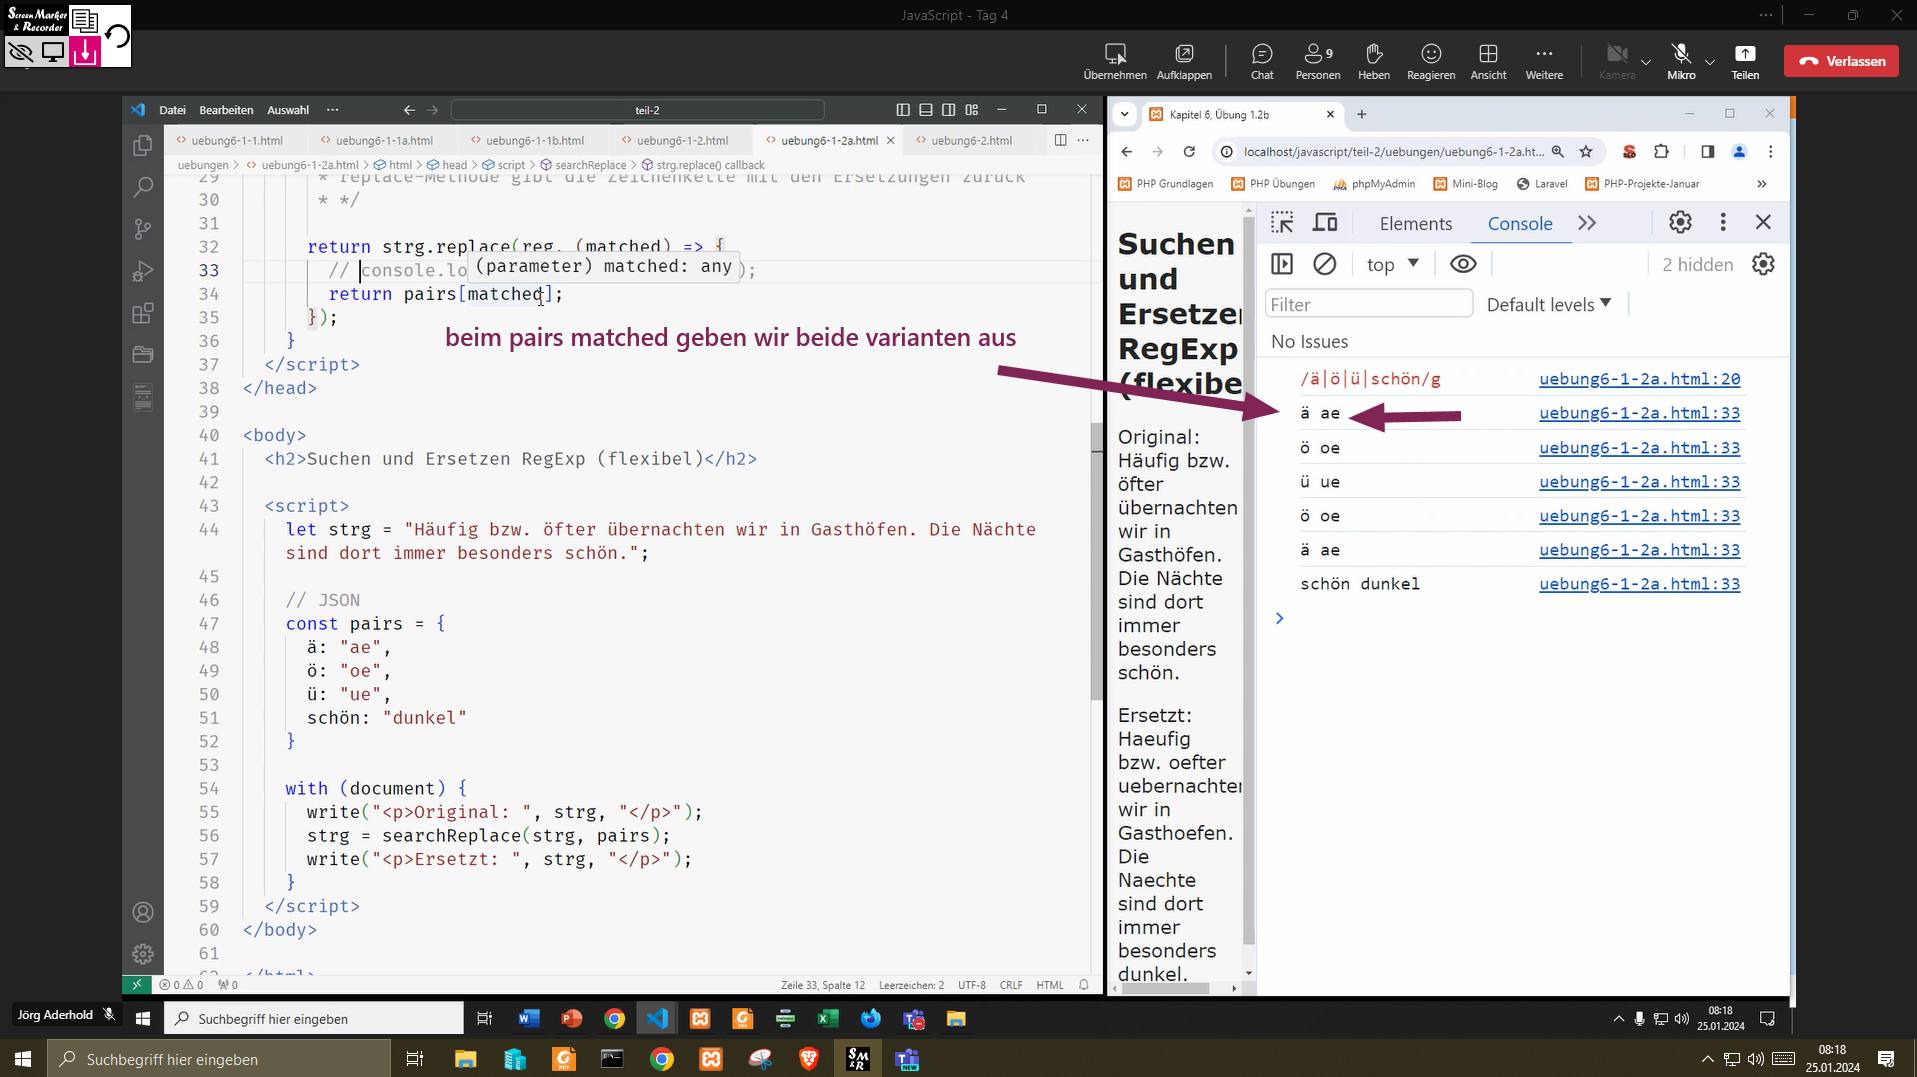 Screen Marker
& Recorder
JavaScript - Tag 4
Übernehmen
Aufklappen
Chat
9
Personen
Heben
Reagieren
Ansicht
Weitere
Kamera
Mikro
Teilen
Verlassen
Datei
Bearbeiten
Auswahl
teil-2
uebung6-1-1.html
uebung6-1-1a.html
uebung6-1-1b.html
uebung6-1-2.html
uebung6-1-2a.html
uebung6-2.html
uebungen > uebung6-1-2a.html > html > head > script > searchReplace > strg.replace() callback
29 * replace-Methode gibt die Zeichenkette mit den Ersetzungen zurück
30 * */
31
32 return strg.replace(reg, (matched) => {
(parameter) matched: any
33 // console.lo );
34 return pairs[matched];
35 });
beim pairs matched geben wir beide varianten aus
36 }
37 </script>
38 </head>
39
40 <body>
41 <h2>Suchen und Ersetzen RegExp (flexibel)</h2>
42
43 <script>
44 let strg = "Häufig bzw. öfter übernachten wir in Gasthöfen. Die Nächte
sind dort immer besonders schön.";
45
46 // JSON
47 const pairs = {
48 ä: "ae",
49 ö: "oe",
50 ü: "ue",
51 schön: "dunkel"
52 }
53
54 with (document) {
55 write("<p>Original: ", strg, "</p>");
56 strg = searchReplace(strg, pairs);
57 write("<p>Ersetzt: ", strg, "</p>");
58 }
59 </script>
60 </body>
61
0 0 0
Zeile 33, Spalte 12
Leerzeichen: 2
UTF-8
CRLF
HTML
Kapitel 6, Übung 1.2b
localhost/javascript/teil-2/uebungen/uebung6-1-2a.ht...
PHP Grundlagen
PHP Übungen
phpMyAdmin
Mini-Blog
Laravel
PHP-Projekte-Januar
Suchen
und
Ersetze
RegExp
(flexibe
Original:
Häufig bzw.
öfter
übernachten
wir in
Gasthöfen.
Die Nächte
sind dort
immer
besonders
schön.
Ersetzt:
Haeufig
bzw. oefter
uebernachte
wir in
Gasthoefen.
Die
Naechte
sind dort
immer
besonders
dunkel.
Elements
Console
top
2 hidden
Filter
Default levels
No Issues
/ä|ö|ü|schön/g uebung6-1-2a.html:20
ä ae uebung6-1-2a.html:33
ö oe uebung6-1-2a.html:33
ü ue uebung6-1-2a.html:33
ö oe uebung6-1-2a.html:33
ä ae uebung6-1-2a.html:33
schön dunkel uebung6-1-2a.html:33
Jörg Aderhold
Suchbegriff hier eingeben
08:18
25.01.2024
Suchbegriff hier eingeben
08:18
25.01.2024